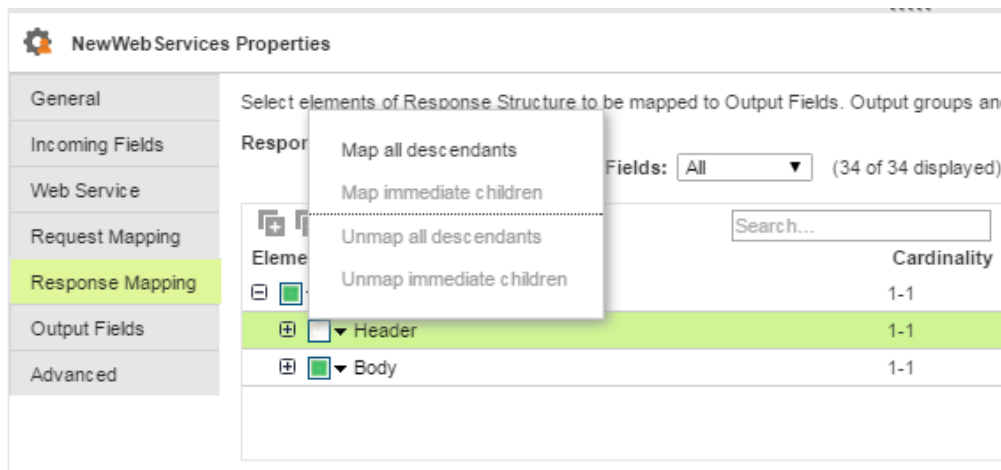 NewWebServices Properties
General
Incoming Fields
Web Service
Request Mapping
Response Mapping
Output Fields
Advanced
Select elements of Response Structure to be mapped to Output Fields. Output groups an
Respon
Fields: All (34 of 34 displayed)
Map all descendants
Map immediate children
Unmap all descendants
Unmap immediate children
Search...
Eleme
Cardinality
1-1
Header 1-1
Body 1-1